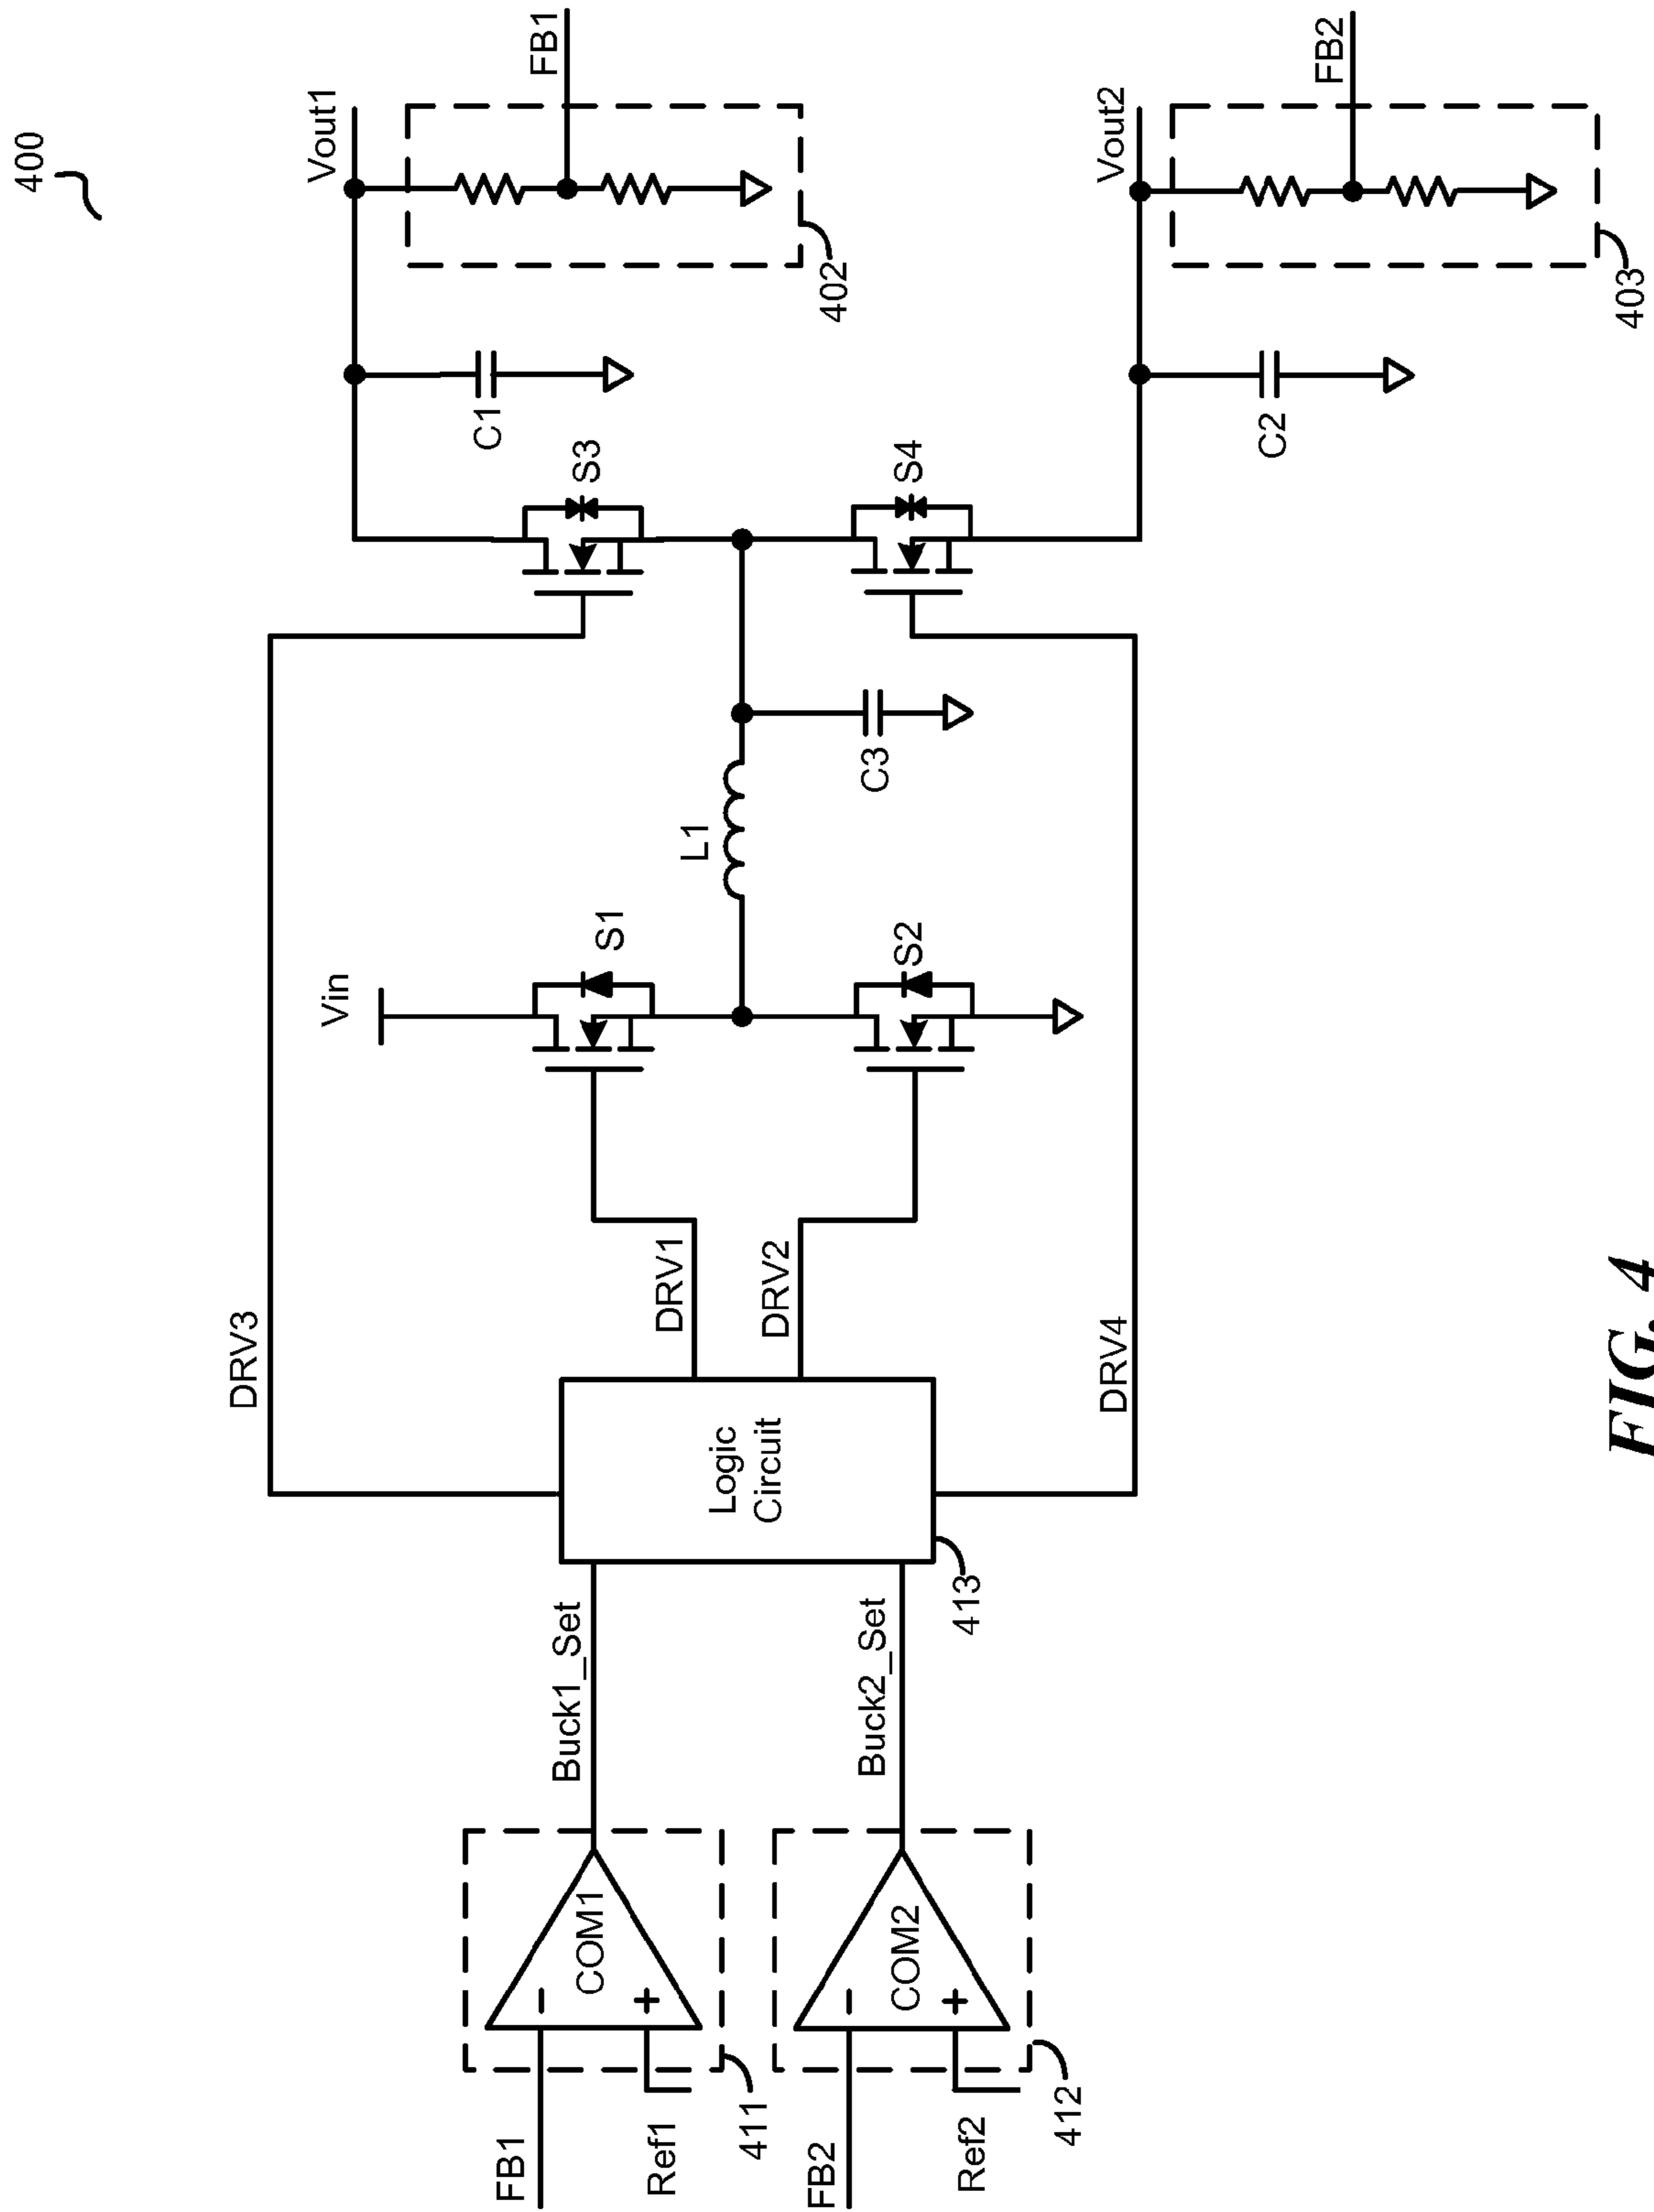 400
Vout1
FB1
402
C1
S3
Vin
S1
L1
C3
S4
S2
Vout2
FB2
403
C2
DRV3
DRV1
DRV2
DRV4
Logic
Circuit
413
Buck1_Set
Buck2_Set
COM1
−
+
FB1
Ref1
411
COM2
−
+
FB2
Ref2
412
FIG. 4